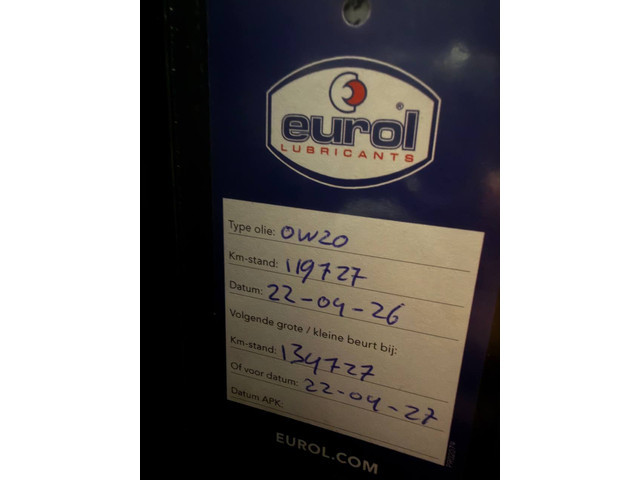 eurol®
LUBRICANTS
Type olie: 0W20
Km-stand: 119727
Datum: 22-04-26
Volgende grote / kleine beurt bij:
Km-stand: 134727
Of voor datum: 22-04-27
Datum APK:
EUROL.COM